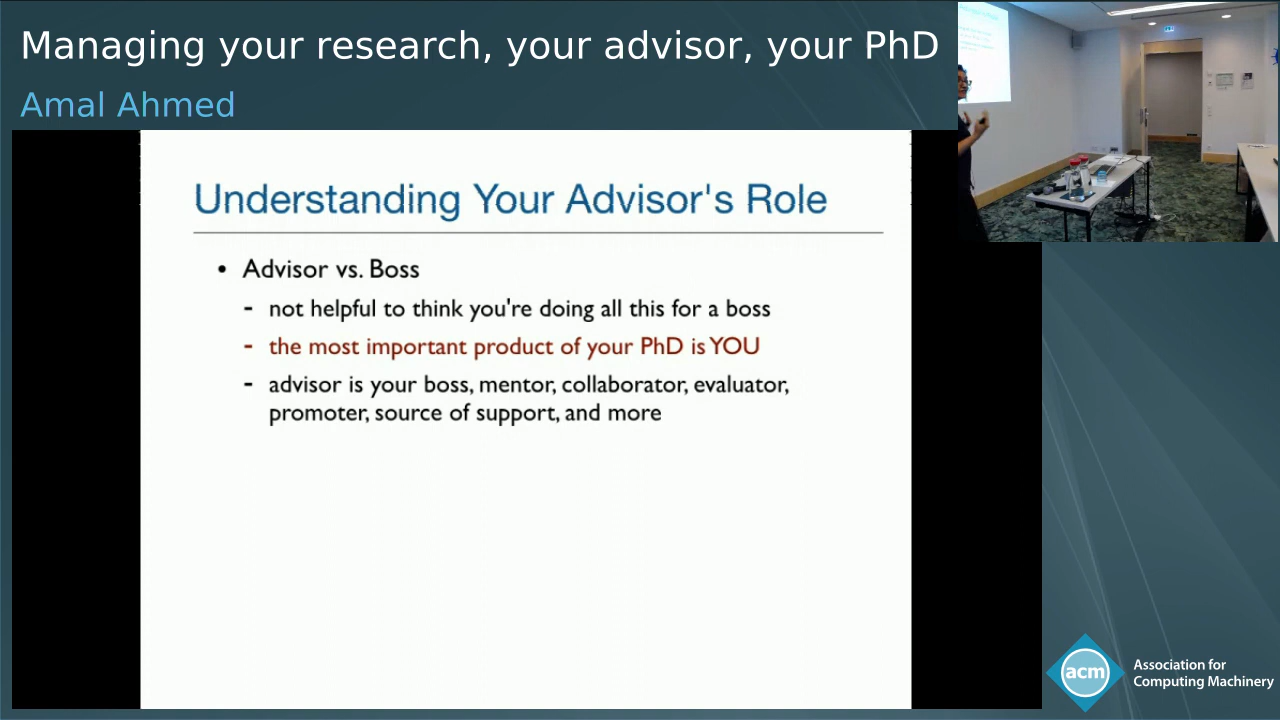 Managing your research, your advisor, your PhD
Amal Ahmed
Understanding Your Advisor's Role
• Advisor vs. Boss
- not helpful to think you're doing all this for a boss
- the most important product of your PhD is YOU
- advisor is your boss, mentor, collaborator, evaluator,
promoter, source of support, and more
acm
Association for
Computing Machinery